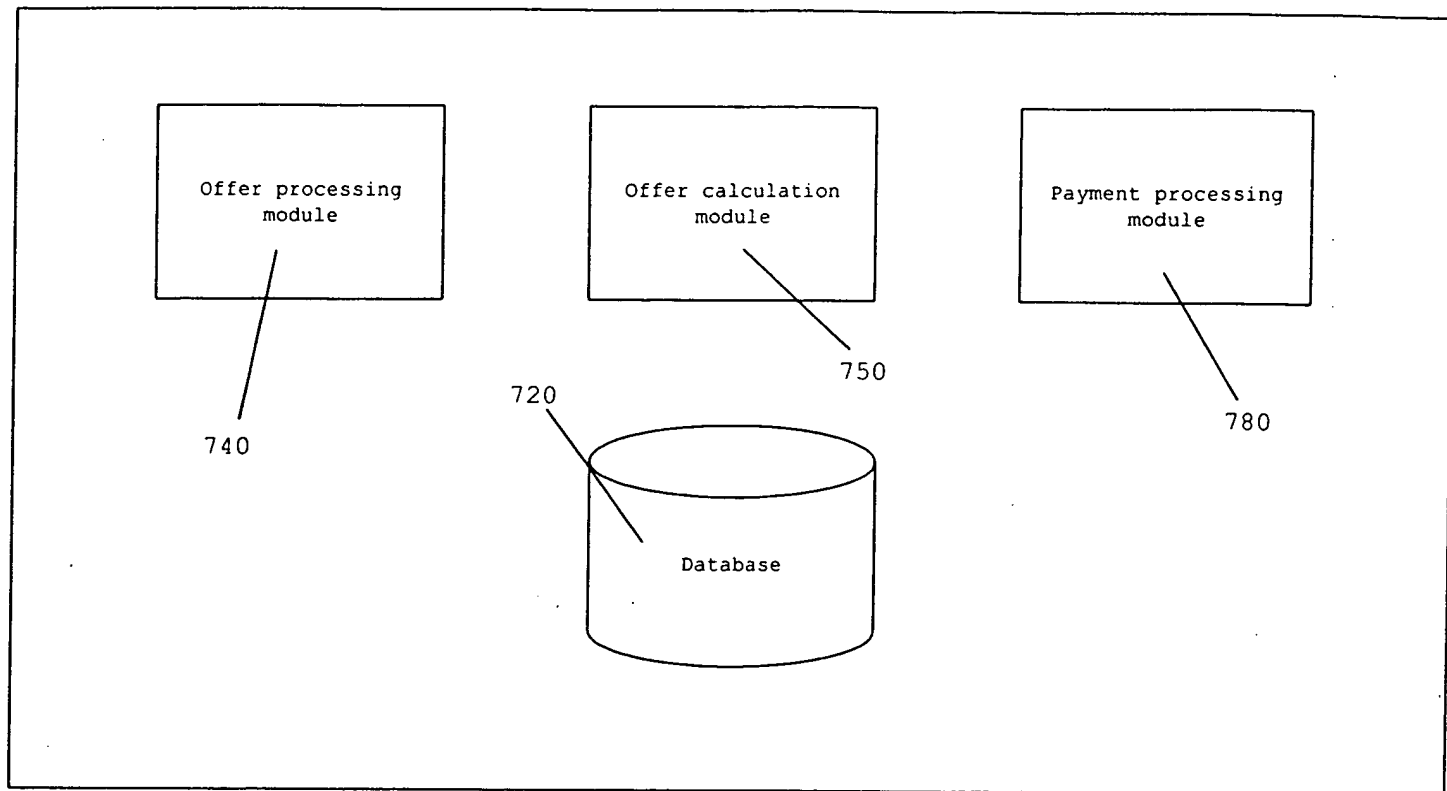 Offer processing
module
Offer calculation
module
Payment processing
module
750
720
780
740
Database